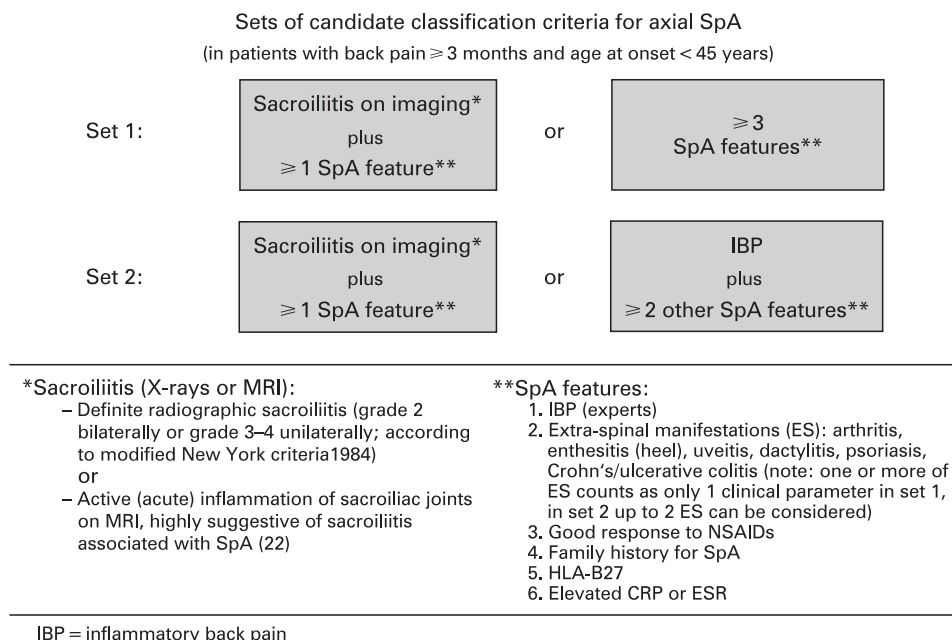 Sets of candidate classification criteria for axial SpA
(in patients with back pain ⩾ 3 months and age at onset < 45 years)
Set 1:
Sacroiliitis on imaging*
plus
⩾ 1 SpA feature**
or
⩾ 3
SpA features**
Set 2:
Sacroiliitis on imaging*
plus
⩾ 1 SpA feature**
or
IBP
plus
⩾ 2 other SpA features**
*Sacroiliitis (X-rays or MRI):
– Definite radiographic sacroiliitis (grade 2
bilaterally or grade 3–4 unilaterally; according
to modified New York criteria1984)
or
– Active (acute) inflammation of sacroiliac joints
on MRI, highly suggestive of sacroiliitis
associated with SpA (22)
**SpA features:
1. IBP (experts)
2. Extra-spinal manifestations (ES): arthritis,
enthesitis (heel), uveitis, dactylitis, psoriasis,
Crohn's/ulcerative colitis (note: one or more of
ES counts as only 1 clinical parameter in set 1,
in set 2 up to 2 ES can be considered)
3. Good response to NSAIDs
4. Family history for SpA
5. HLA-B27
6. Elevated CRP or ESR
IBP = inflammatory back pain